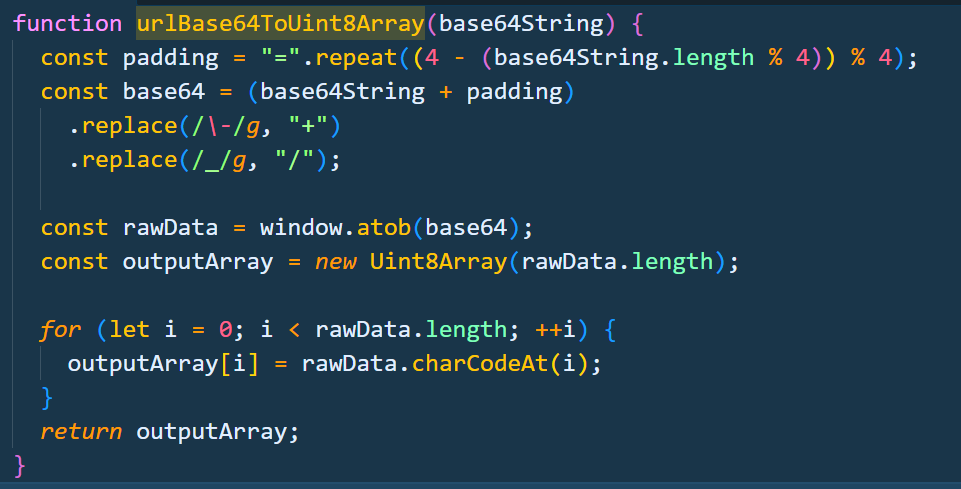 function urlBase64ToUint8Array(base64String) {
  const padding = "=".repeat((4 - (base64String.length % 4)) % 4);
  const base64 = (base64String + padding)
    .replace(/\-/g, "+")
    .replace(/_/g, "/");

  const rawData = window.atob(base64);
  const outputArray = new Uint8Array(rawData.length);

  for (let i = 0; i < rawData.length; ++i) {
    outputArray[i] = rawData.charCodeAt(i);
  }
  return outputArray;
}